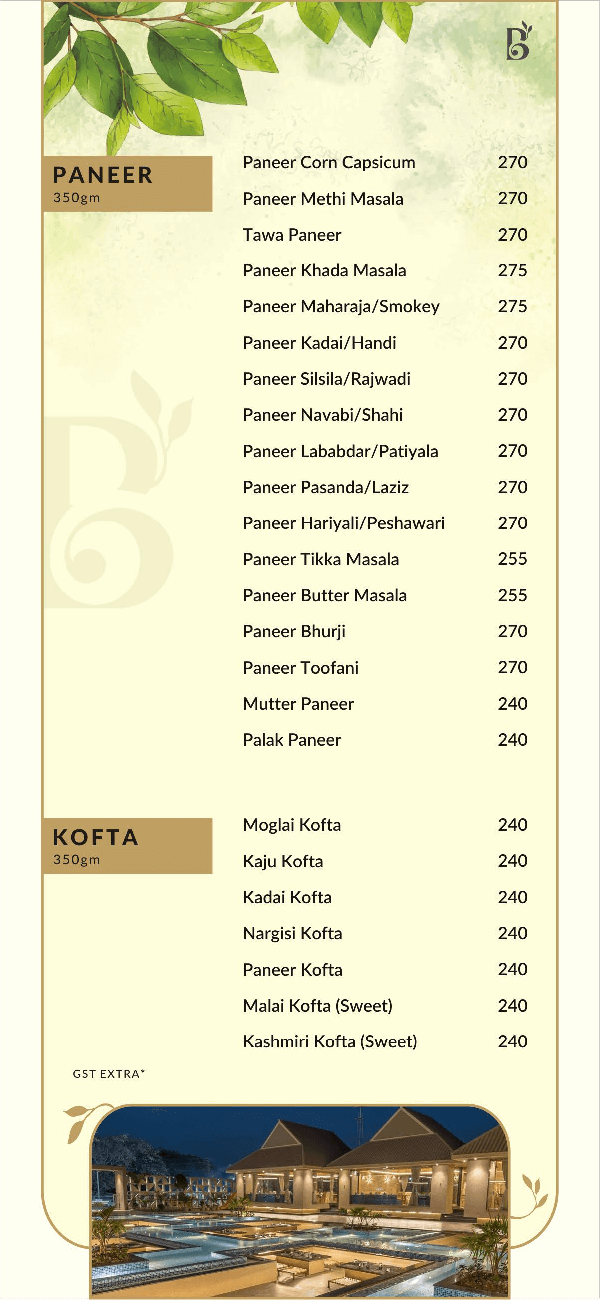 B
PANEER
350gm
Paneer Corn Capsicum 270
Paneer Methi Masala 270
Tawa Paneer 270
Paneer Khada Masala 275
Paneer Maharaja/Smokey 275
Paneer Kadai/Handi 270
Paneer Silsila/Rajwadi 270
Paneer Navabi/Shahi 270
Paneer Lababdar/Patiyala 270
Paneer Pasanda/Laziz 270
Paneer Hariyali/Peshawari 270
Paneer Tikka Masala 255
Paneer Butter Masala 255
Paneer Bhurji 270
Paneer Toofani 270
Mutter Paneer 240
Palak Paneer 240
KOFTA
350gm
Moglai Kofta 240
Kaju Kofta 240
Kadai Kofta 240
Nargisi Kofta 240
Paneer Kofta 240
Malai Kofta (Sweet) 240
Kashmiri Kofta (Sweet) 240
GST EXTRA*